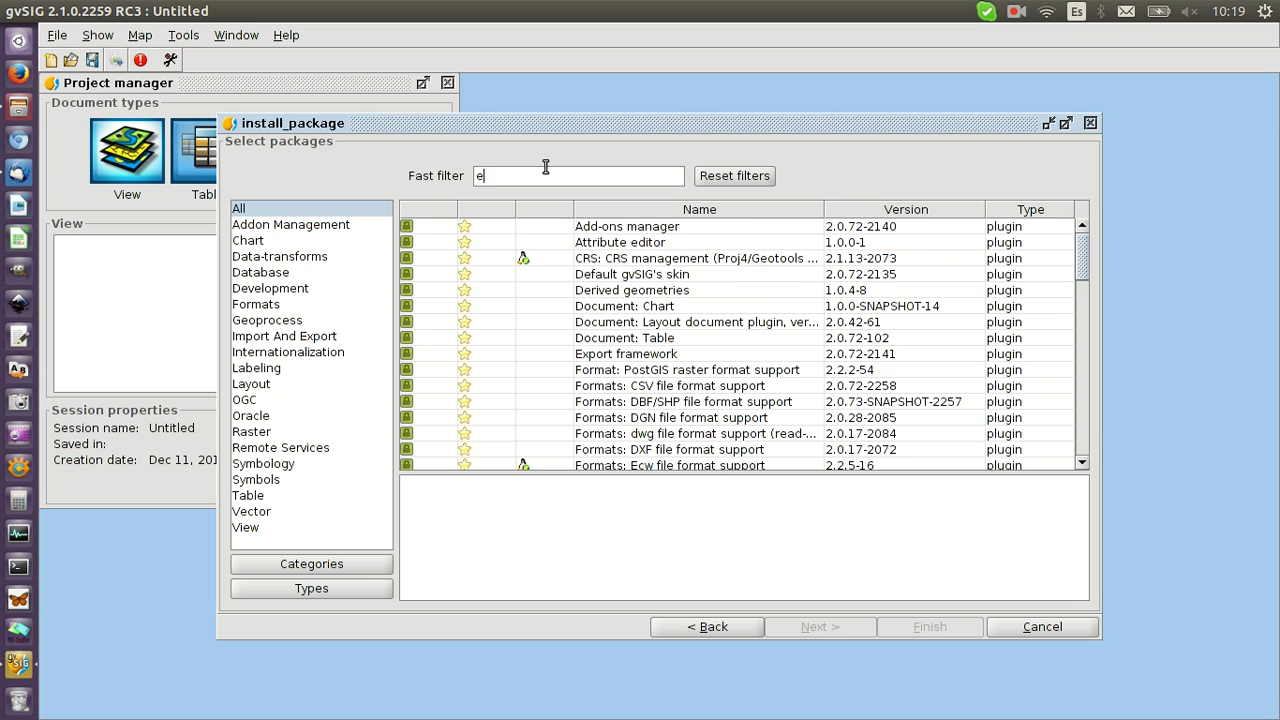 gvSIG 2.1.0.2259 RC3 : Untitled
Es
10:19
File Show Map Tools Window Help
Project manager
Document types
View
Tabl
View
Session properties
Session name: Untitled
Saved in:
Creation date: Dec 11, 201
install_package
Select packages
Fast filter e Reset filters
All
Addon Management
Chart
Data-transforms
Database
Development
Formats
Geoprocess
Import And Export
Internationalization
Labeling
Layout
OGC
Oracle
Raster
Remote Services
Symbology
Symbols
Table
Vector
View
Categories
Types
Name Version Type
Add-ons manager 2.0.72-2140 plugin
Attribute editor 1.0.0-1 plugin
CRS: CRS management (Proj4/Geotools ... 2.1.13-2073 plugin
Default gvSIG's skin 2.0.72-2135 plugin
Derived geometries 1.0.4-8 plugin
Document: Chart 1.0.0-SNAPSHOT-14 plugin
Document: Layout document plugin, ver... 2.0.42-61 plugin
Document: Table 2.0.72-102 plugin
Export framework 2.0.72-2141 plugin
Format: PostGIS raster format support 2.2.2-54 plugin
Formats: CSV file format support 2.0.72-2258 plugin
Formats: DBF/SHP file format support 2.0.73-SNAPSHOT-2257 plugin
Formats: DGN file format support 2.0.28-2085 plugin
Formats: dwg file format support (read-... 2.0.17-2084 plugin
Formats: DXF file format support 2.0.17-2072 plugin
Formats: Ecw file format support 2.2.5-16 plugin
< Back Next > Finish Cancel